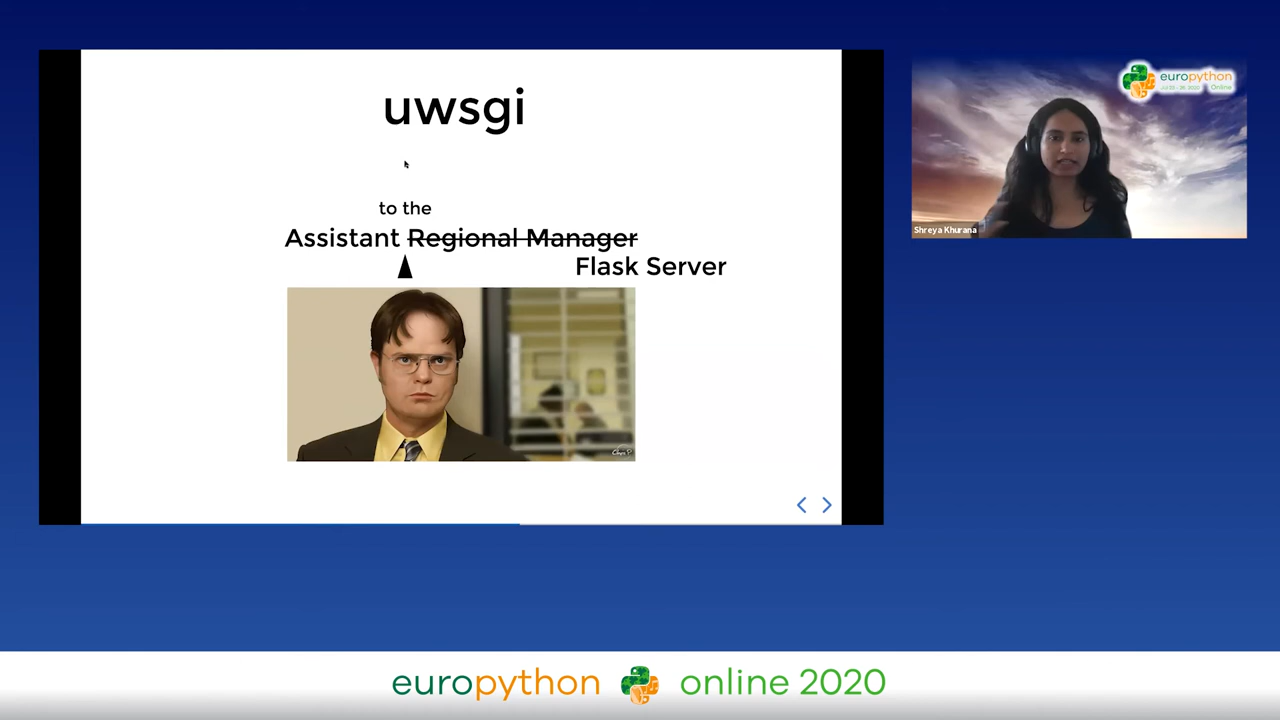 uwsgi
to the
Assistant Regional Manager
Flask Server
europython
Online
Shreya Khurana
europython online 2020